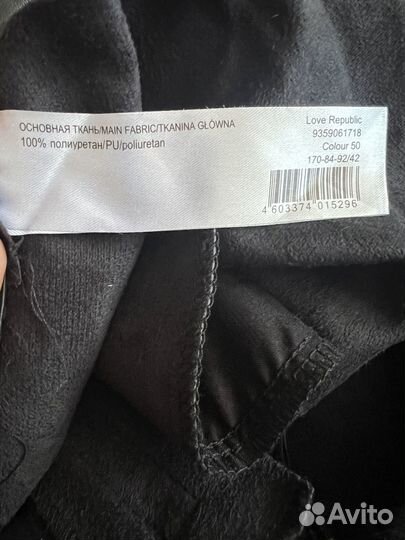 ОСНОВНАЯ ТКАНЬ/MAIN FABRIC/TKANINA GŁÓWNA
100% полиуретан/PU/poliuretan
Love Republic
9359061718
Colour 50
170-84-92/42
4 603374 015296
Avito